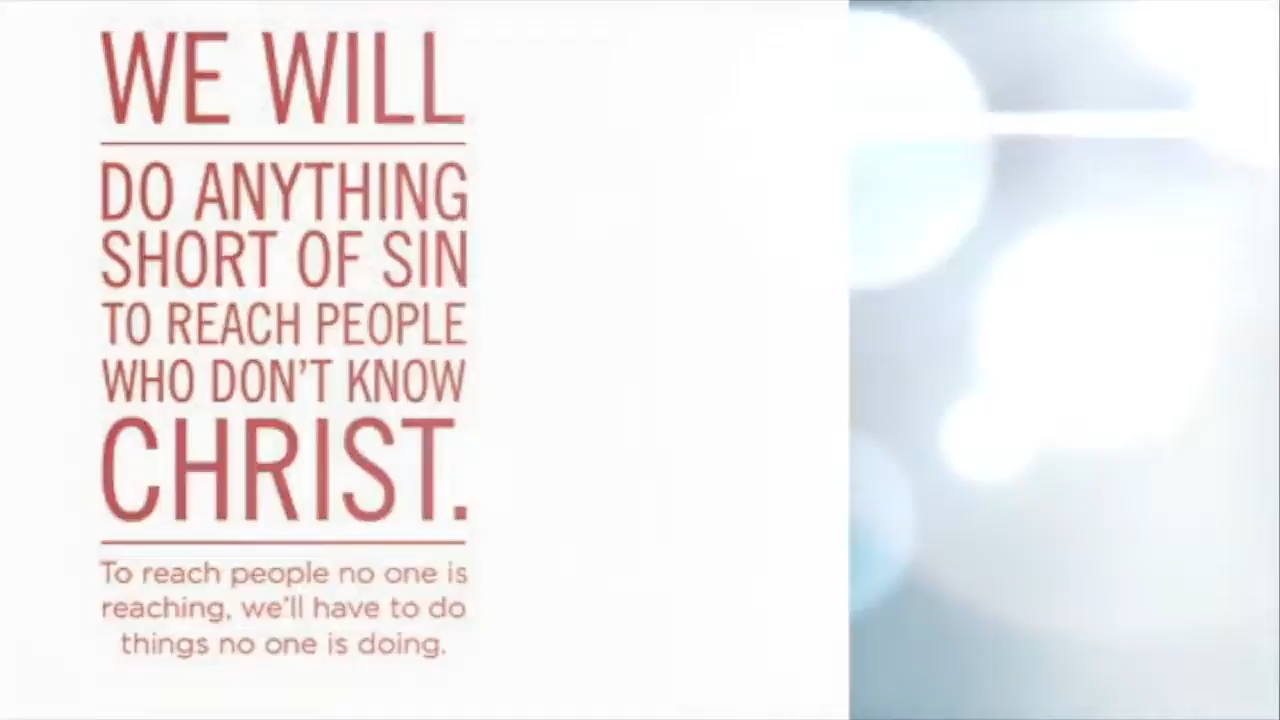 WE WILL
DO ANYTHING
SHORT OF SIN
TO REACH PEOPLE
WHO DON'T KNOW
CHRIST.
To reach people no one is
reaching, we'll have to do
things no one is doing.